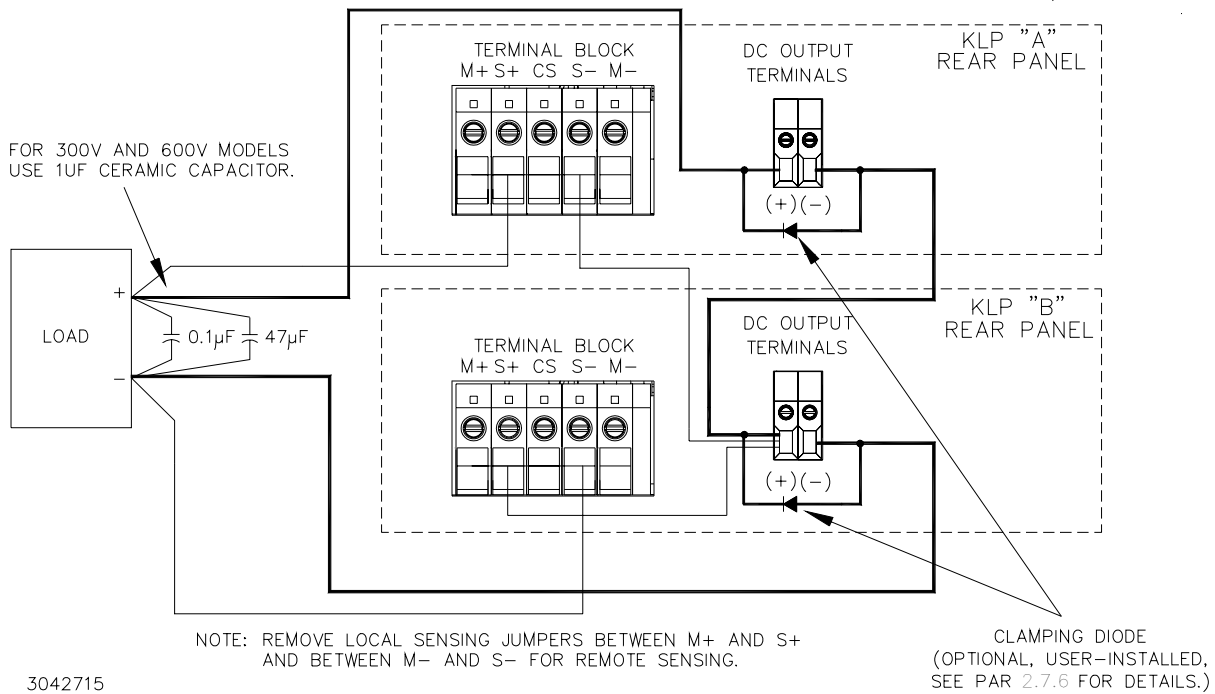 KLP "A"
REAR PANEL
TERMINAL BLOCK
M+ S+ CS S- M-
DC OUTPUT
TERMINALS
(+)(-)
FOR 300V AND 600V MODELS
USE 1UF CERAMIC CAPACITOR.
LOAD
+
-
0.1µF
47µF
KLP "B"
REAR PANEL
TERMINAL BLOCK
M+ S+ CS S- M-
DC OUTPUT
TERMINALS
(+)(-)
NOTE: REMOVE LOCAL SENSING JUMPERS BETWEEN M+ AND S+
AND BETWEEN M- AND S- FOR REMOTE SENSING.
CLAMPING DIODE
(OPTIONAL, USER-INSTALLED,
SEE PAR 2.7.6 FOR DETAILS.)
3042715